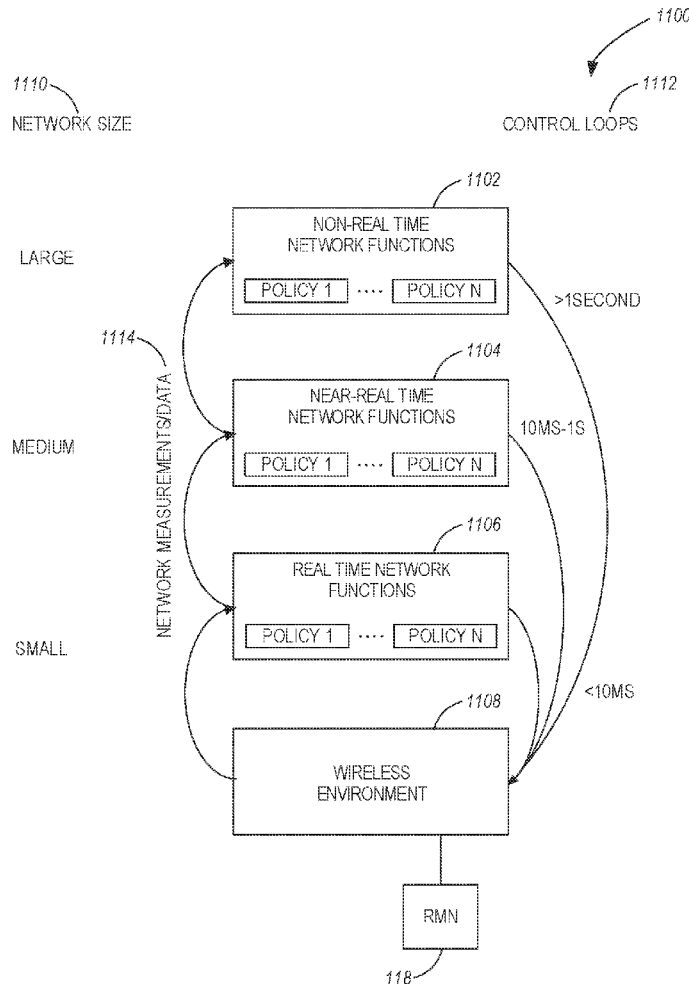 1100
1110
1112
NETWORK SIZE
CONTROL LOOPS
1102
NON-REAL TIME
NETWORK FUNCTIONS
LARGE
POLICY 1 .... POLICY N
>1SECOND
1114
1104
NETWORK MEASUREMENTS/DATA
NEAR-REAL TIME
NETWORK FUNCTIONS
10MS-1S
MEDIUM
POLICY 1 .... POLICY N
1106
REAL TIME NETWORK
FUNCTIONS
POLICY 1 .... POLICY N
SMALL
<10MS
1108
WIRELESS
ENVIRONMENT
RMN
118